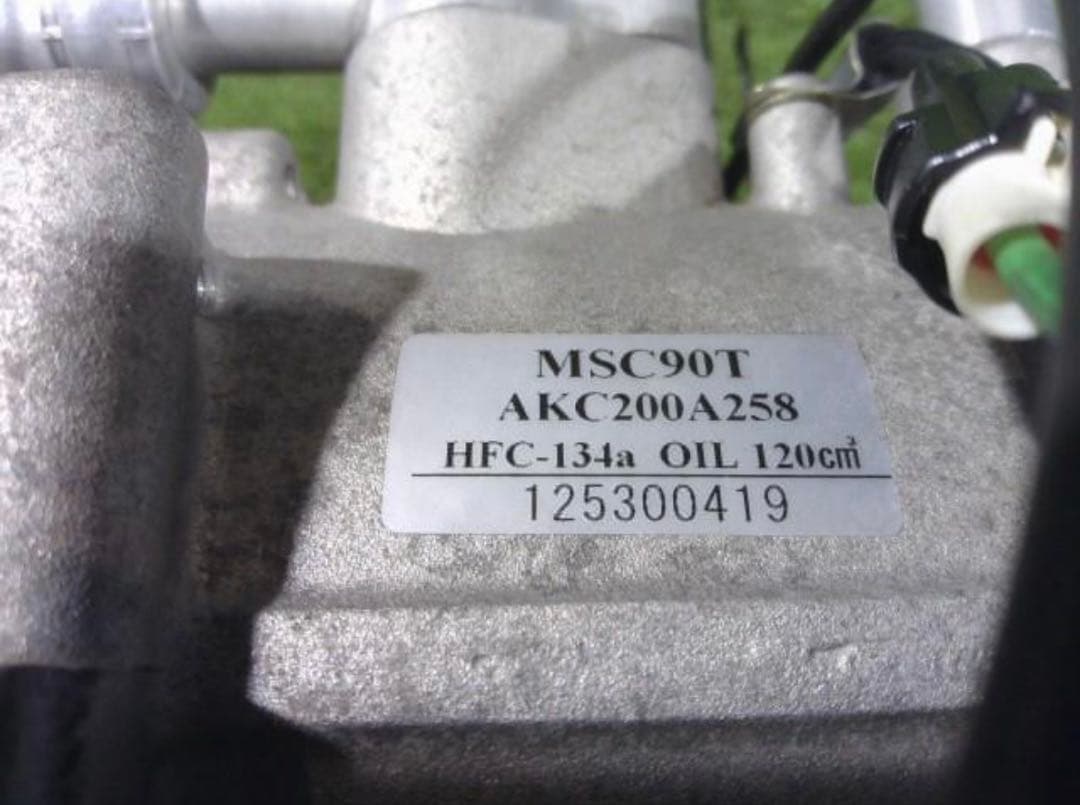 MSC90T
AKC200A258
HFC-134a OIL 120c㎥
125300419